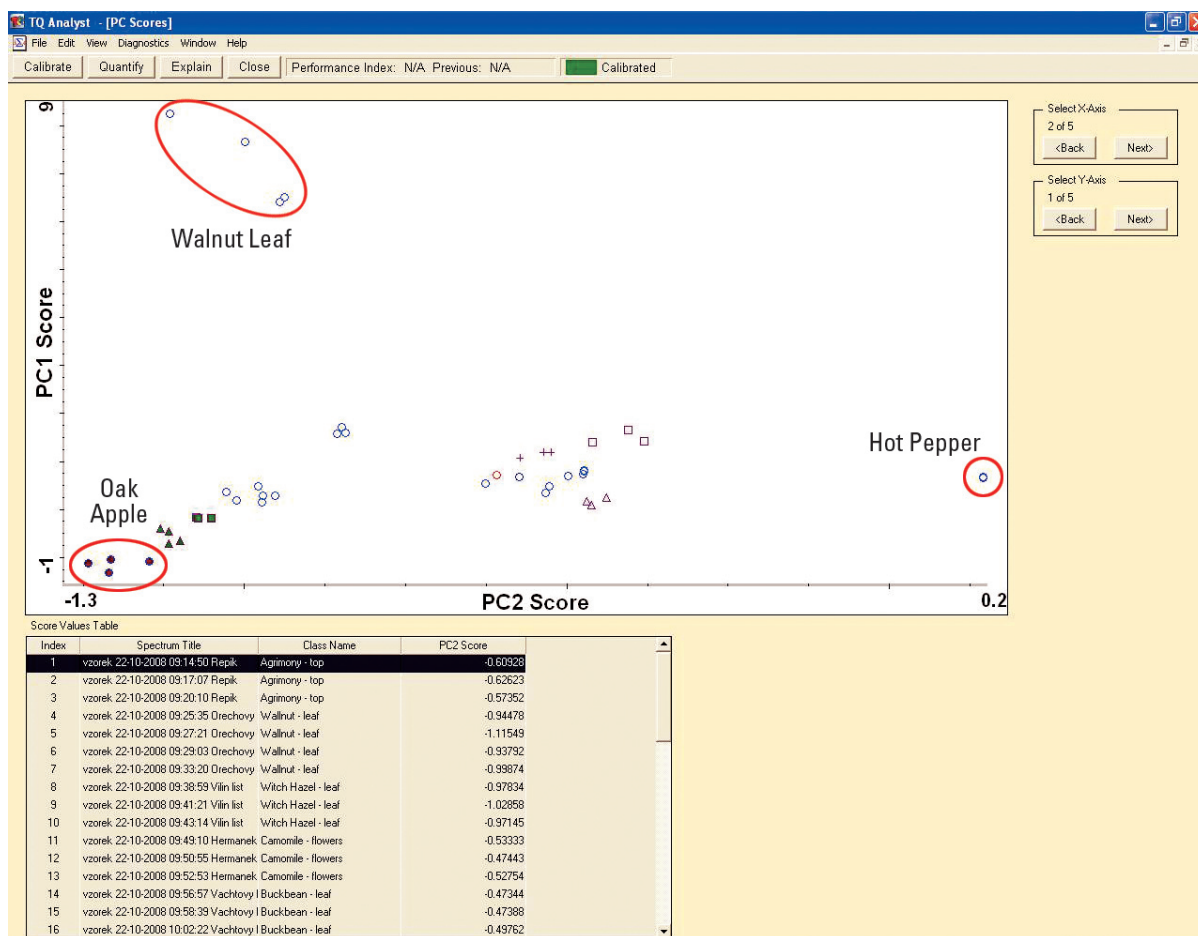 TQ Analyst - [PC Scores]
File Edit View Diagnostics Window Help
Calibrate Quantify Explain Close Performance Index: N/A Previous: N/A Calibrated
9
Walnut Leaf
PC1 Score
Hot Pepper
Oak
Apple
-1
-1.3 PC2 Score 0.2
Select X-Axis
2 of 5
<Back Next>
Select Y-Axis
1 of 5
<Back Next>
Score Values Table
Index Spectrum Title Class Name PC2 Score
1 vzorek 22-10-2008 09:14:50 Repik Agrimony - top -0.60928
2 vzorek 22-10-2008 09:17:07 Repik Agrimony - top -0.62623
3 vzorek 22-10-2008 09:20:10 Repik Agrimony - top -0.57352
4 vzorek 22-10-2008 09:25:35 Orechovy Wallnut - leaf -0.94478
5 vzorek 22-10-2008 09:27:21 Orechovy Wallnut - leaf -1.11549
6 vzorek 22-10-2008 09:29:03 Orechovy Wallnut - leaf -0.93792
7 vzorek 22-10-2008 09:33:20 Orechovy Wallnut - leaf -0.99874
8 vzorek 22-10-2008 09:38:59 Vilin list Witch Hazel - leaf -0.97834
9 vzorek 22-10-2008 09:41:21 Vilin list Witch Hazel - leaf -1.02858
10 vzorek 22-10-2008 09:43:14 Vilin list Witch Hazel - leaf -0.97145
11 vzorek 22-10-2008 09:49:10 Hermanek Camomile - flowers -0.53333
12 vzorek 22-10-2008 09:50:55 Hermanek Camomile - flowers -0.47443
13 vzorek 22-10-2008 09:52:53 Hermanek Camomile - flowers -0.52754
14 vzorek 22-10-2008 09:56:57 Vachtovy l Buckbean - leaf -0.47344
15 vzorek 22-10-2008 09:58:39 Vachtovy l Buckbean - leaf -0.47388
16 vzorek 22-10-2008 10:02:22 Vachtovy l Buckbean - leaf -0.49762